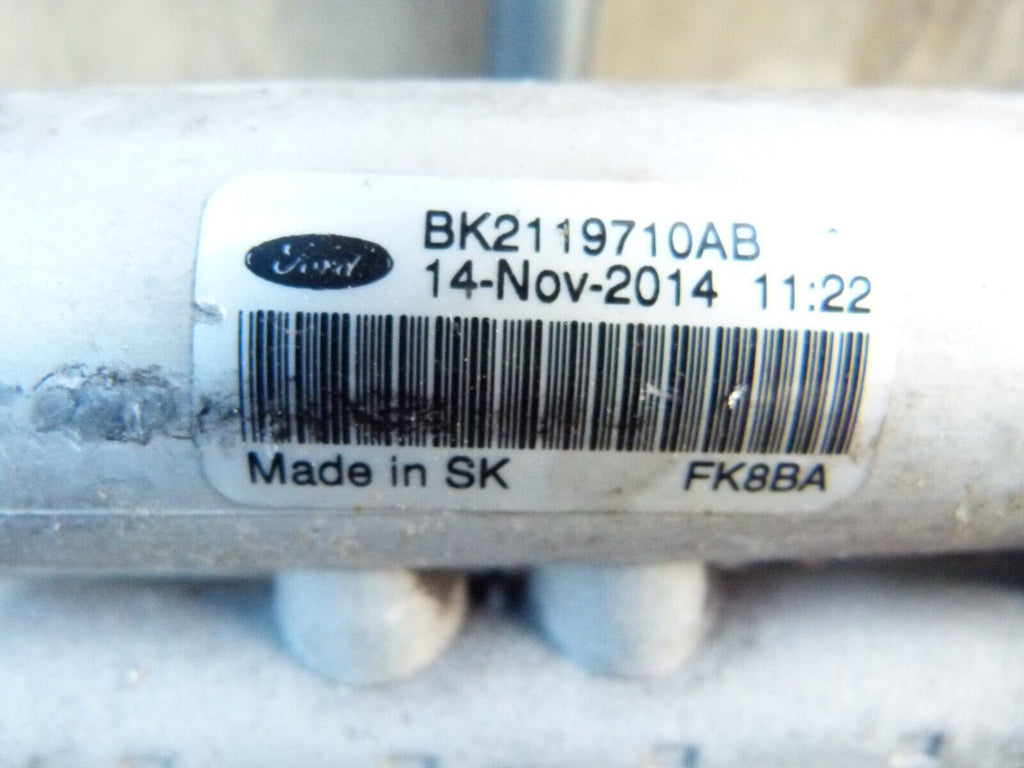 Ford
BK2119710AB
14-Nov-2014 11:22
Made in SK
FK8BA